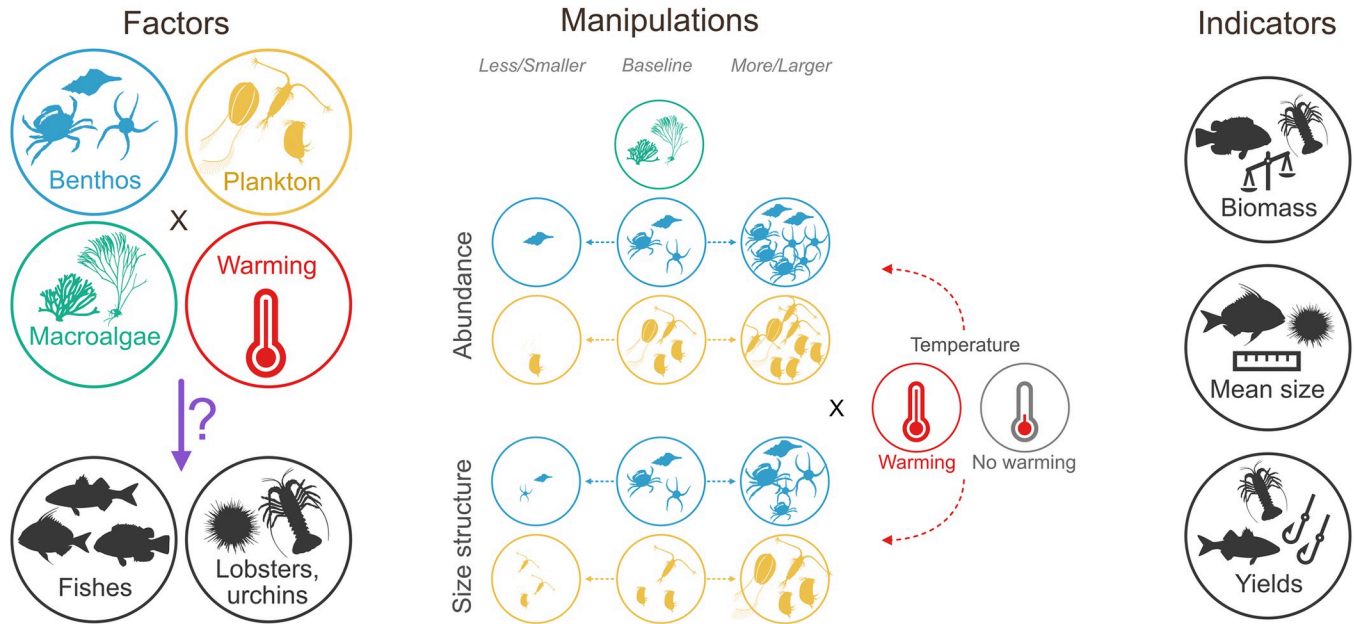 Factors
Benthos
Plankton
X
Macroalgae
Warming
?
Fishes
Lobsters,
urchins
Manipulations
Less/Smaller
Baseline
More/Larger
Abundance
Size structure
X
Temperature
Warming
No warming
Indicators
Biomass
Mean size
Yields